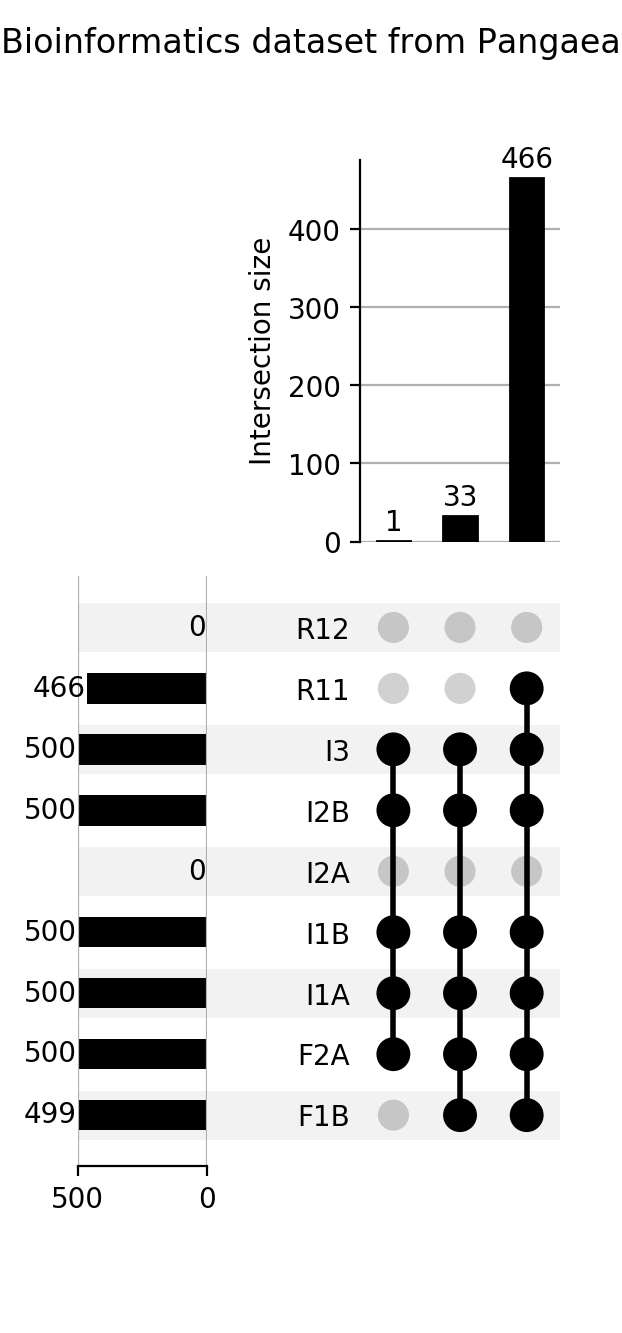 Bioinformatics dataset from Pangaea
466
400
300
200
100
0
Intersection size
1
33
0 R12
466 R11
500 I3
500 I2B
0 I2A
500 I1B
500 I1A
500 F2A
499 F1B
500 0